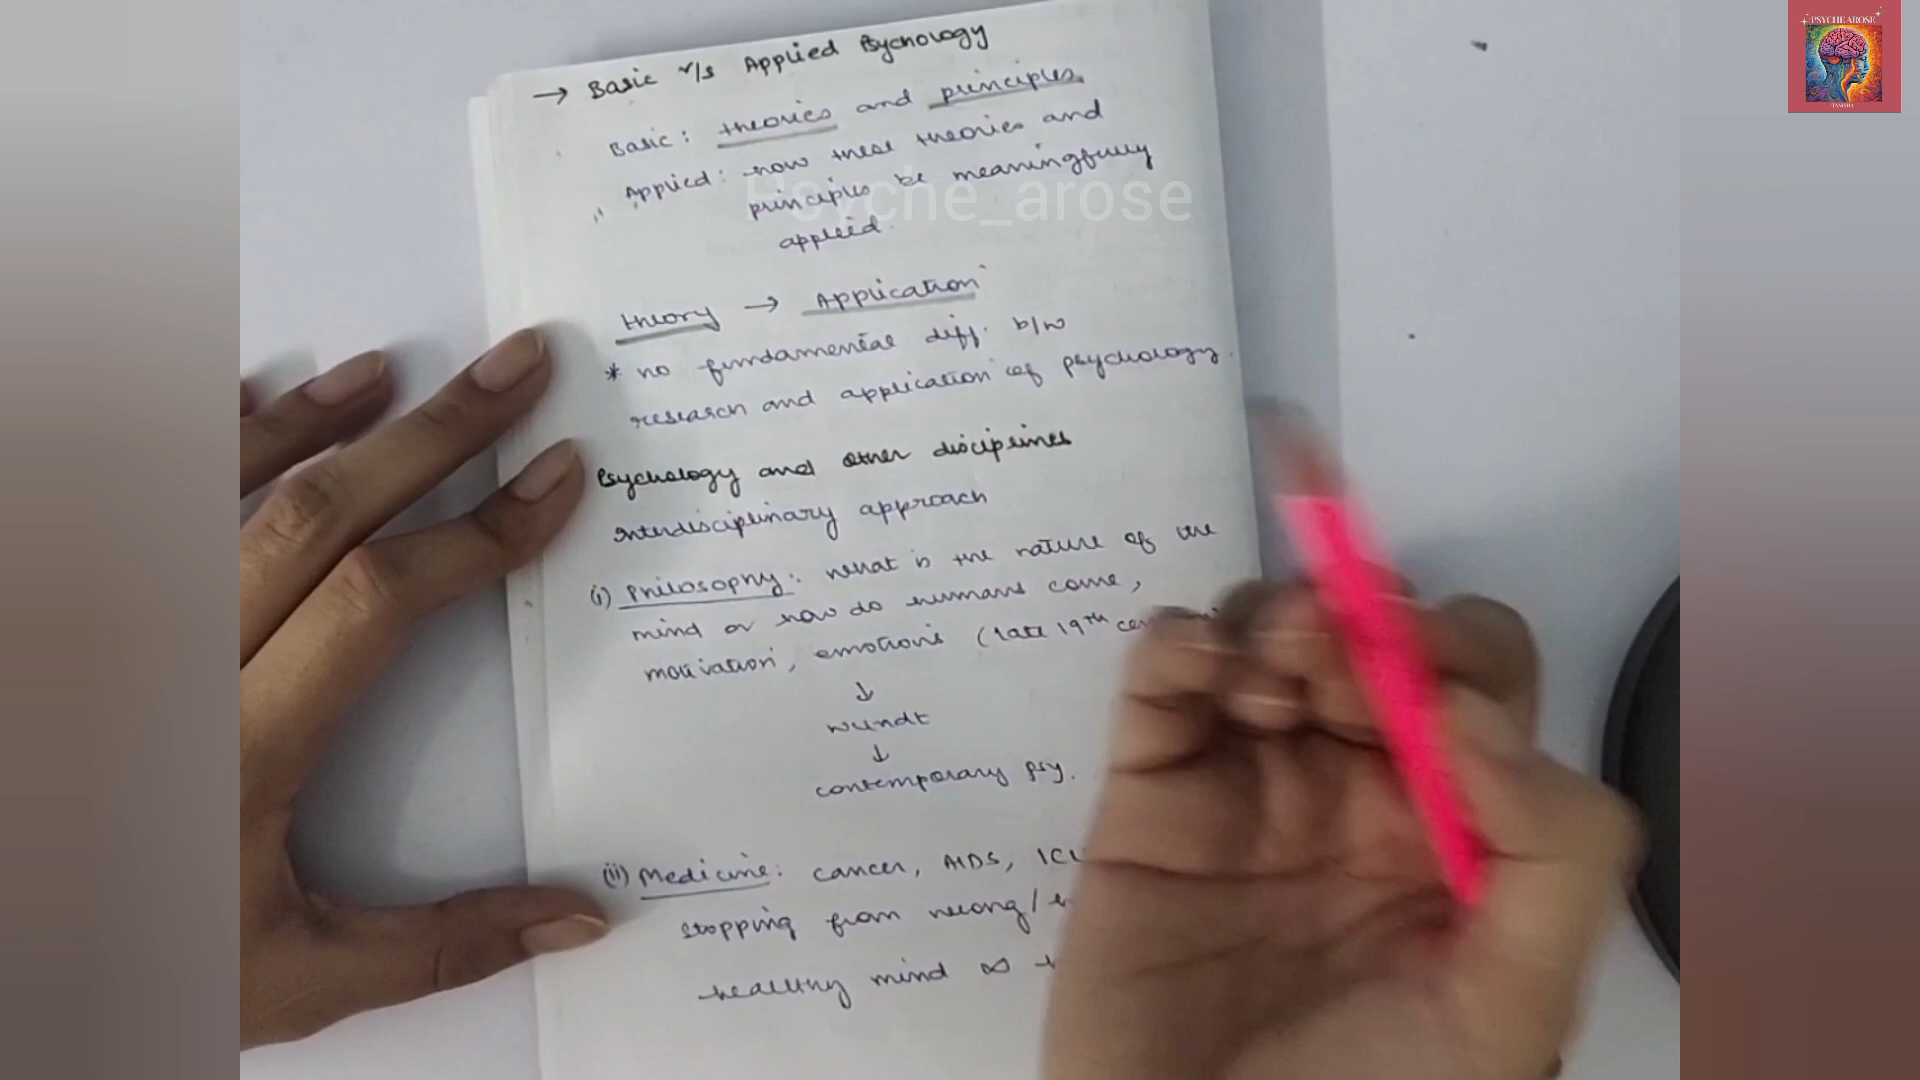 → Basic v/s Applied Psychology
Basic: theories and principles
Applied: how these theories and
principles be meaningfully
applied.
Psyche_arose
theory → Application
* no fundamental diff. b/w
research and application of psychology.
Psychology and other disciplines
Interdisciplinary approach
(i) Philosophy: what is the nature of the
mind or how do humans come,
motivation, emotions (late 19th
↓
wundt
↓
contemporary psy.
(ii) Medicine: cancer, AIDS,
stopping from wrong/
healthy mind ∞
PSYCHE AROSE